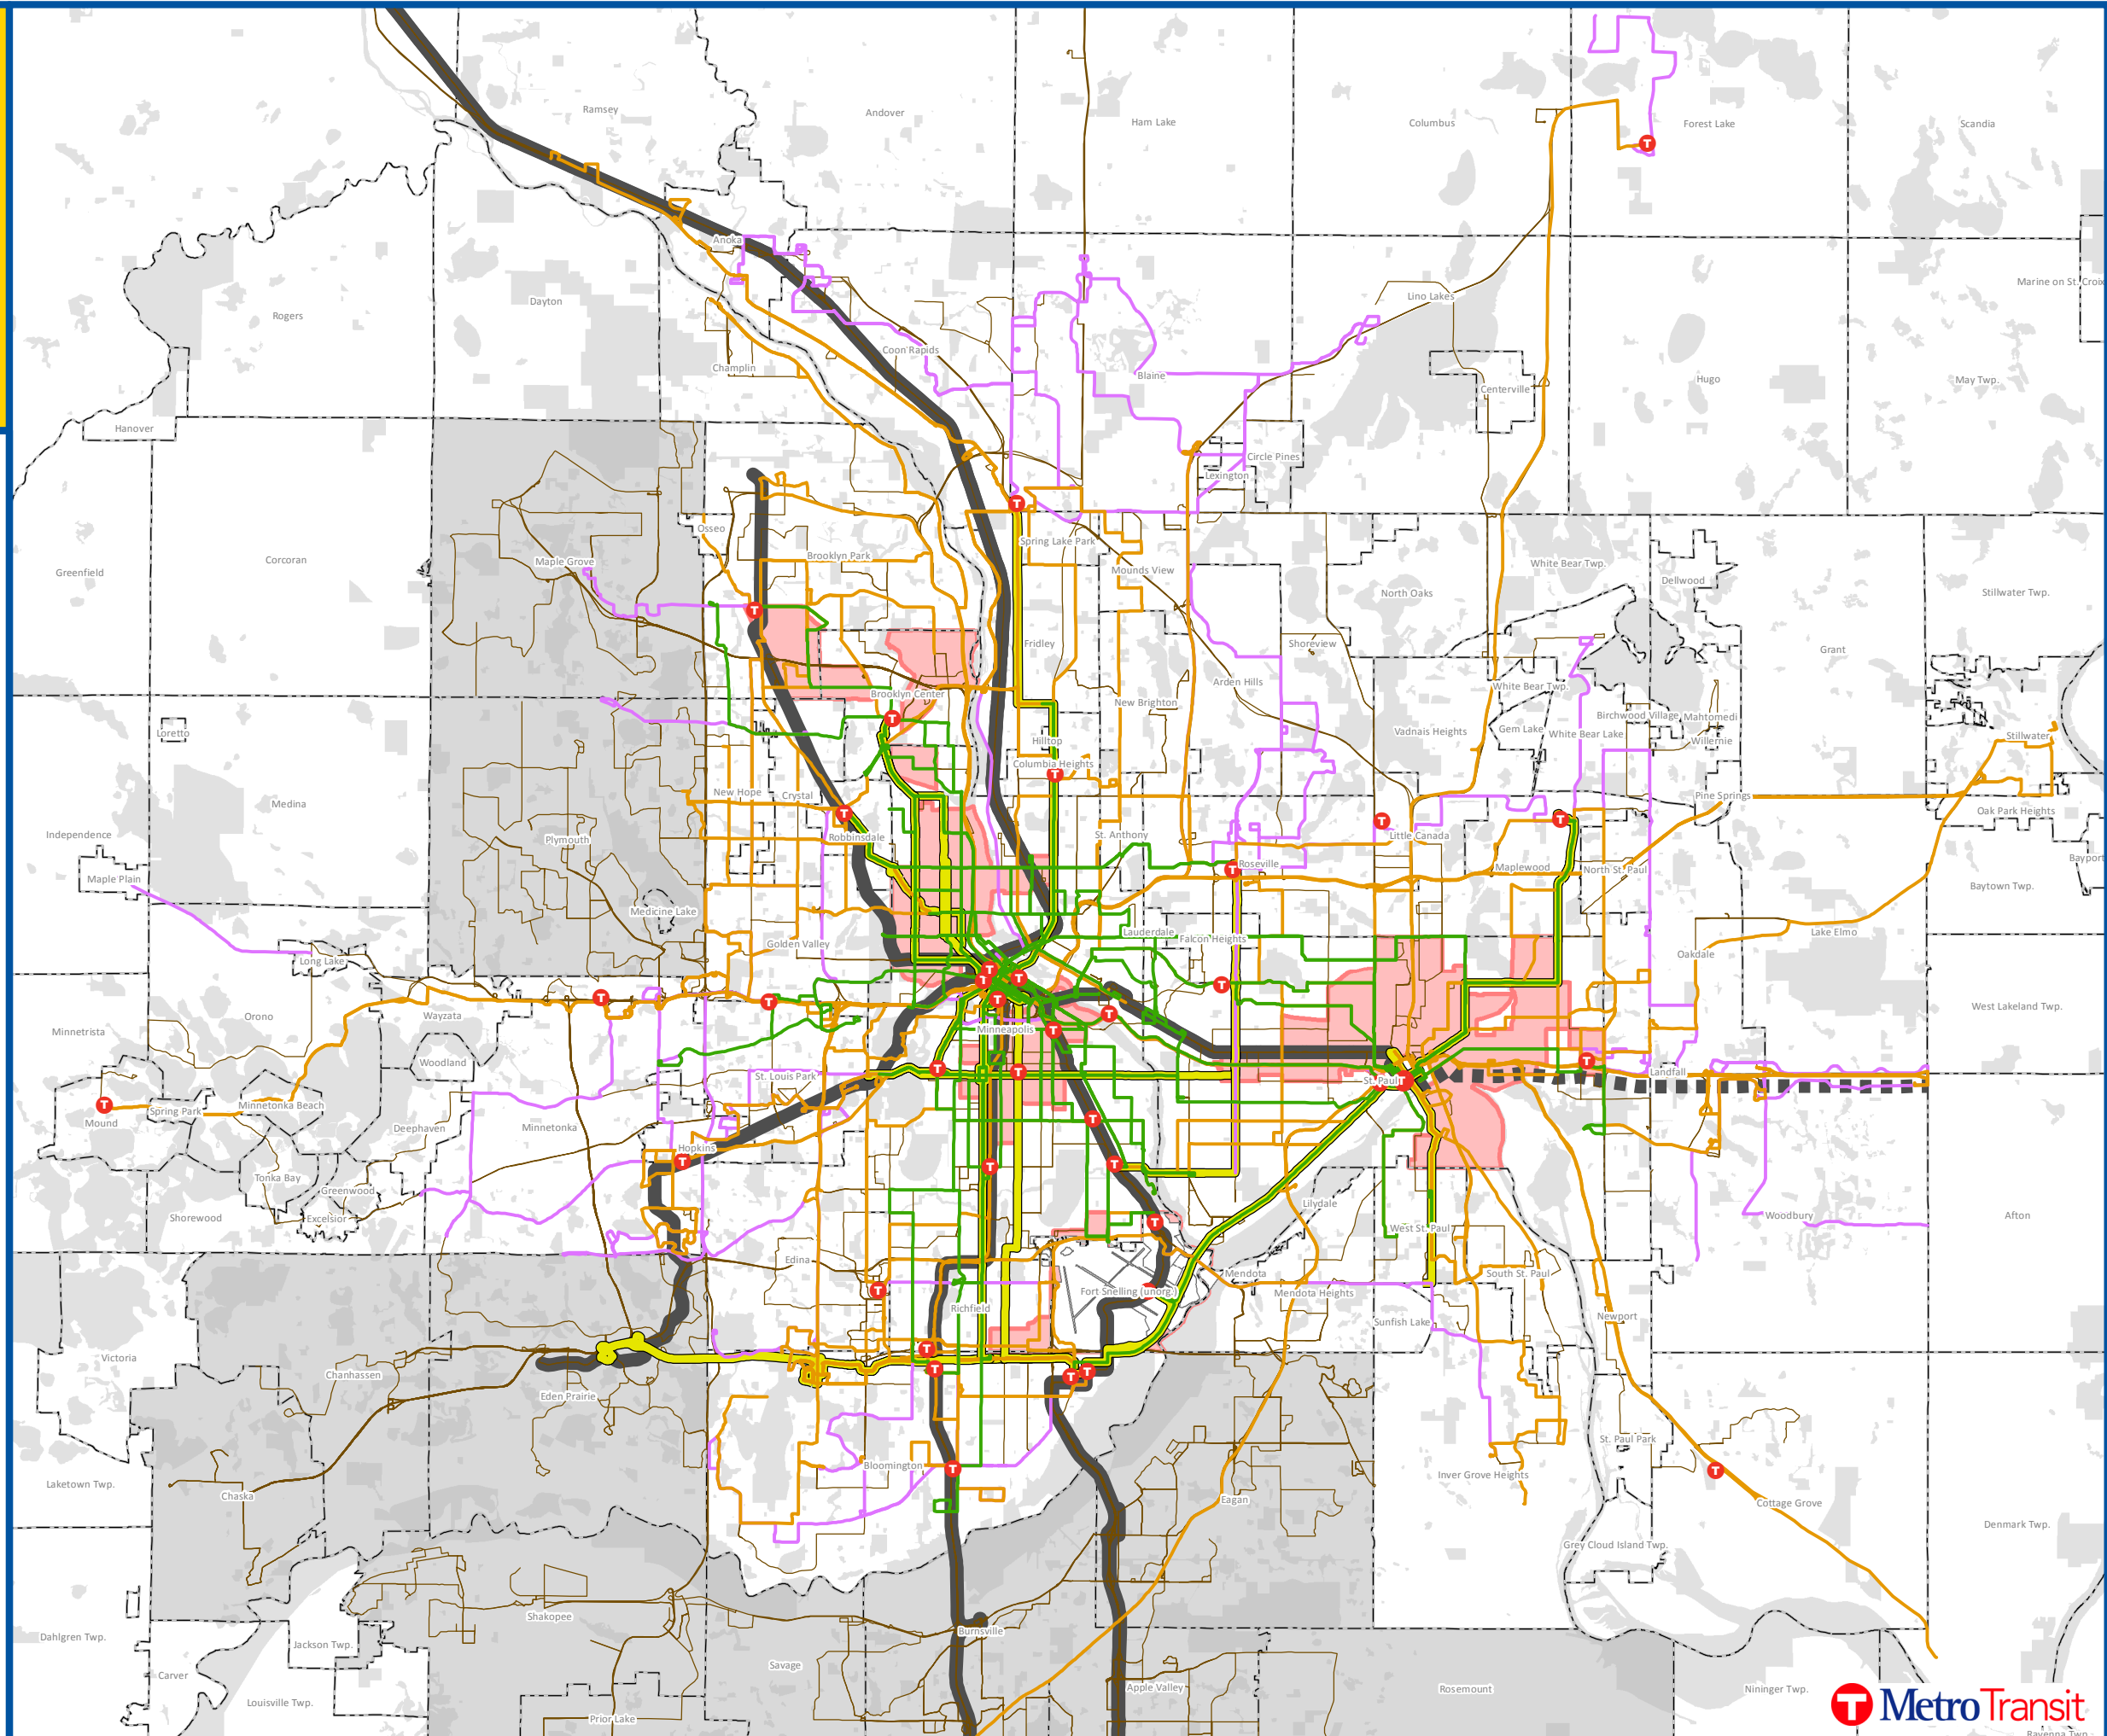 Ramsey
Andover
Ham Lake
Columbus
Forest Lake
Scandia
Anoka
Marine on St. Croix
Lino Lakes
Dayton
Rogers
Coon Rapids
Champlin
Blaine
Hugo
May Twp.
Centerville
Hanover
Circle Pines
Lexington
Osseo
Spring Lake Park
Brooklyn Park
Corcoran
Maple Grove
Greenfield
Mounds View
White Bear Twp.
Dellwood
North Oaks
Stillwater Twp.
Fridley
Shoreview
Grant
Arden Hills
White Bear Twp.
Brooklyn Center
New Brighton
Birchwood Village
Mahtomedi
Loretto
Gem Lake
White Bear Lake
Vadnais Heights
Stillwater
Hilltop
Willernie
Columbia Heights
New Hope
Crystal
Pine Springs
Medina
Oak Park Heights
Independence
Plymouth
Robbinsdale
St. Anthony
Little Canada
Bayport
Roseville
Maplewood
North St. Paul
Maple Plain
Baytown Twp.
Medicine Lake
Lauderdale
Falcon Heights
Lake Elmo
Golden Valley
Oakdale
Long Lake
West Lakeland Twp.
Orono
Wayzata
Minnetrista
Minneapolis
Woodland
St. Louis Park
St. Paul
Landfall
Minnetonka Beach
Spring Park
Mound
Deephaven
Minnetonka
Hopkins
Tonka Bay
Greenwood
Lilydale
Shorewood
Excelsior
West St. Paul
Woodbury
Afton
Edina
Mendota
South St. Paul
Fort Snelling (unorg.)
Mendota Heights
Richfield
Newport
Sunfish Lake
Victoria
Chanhassen
Eden Prairie
St. Paul Park
Bloomington
Inver Grove Heights
Laketown Twp.
Chaska
Eagan
Cottage Grove
Denmark Twp.
Grey Cloud Island Twp.
Shakopee
Burnsville
Dahlgren Twp.
Jackson Twp.
Savage
Carver
Apple Valley
Rosemount
Nininger Twp.
Louisville Twp.
Prior Lake
T MetroTransit
Ravenna Twp.